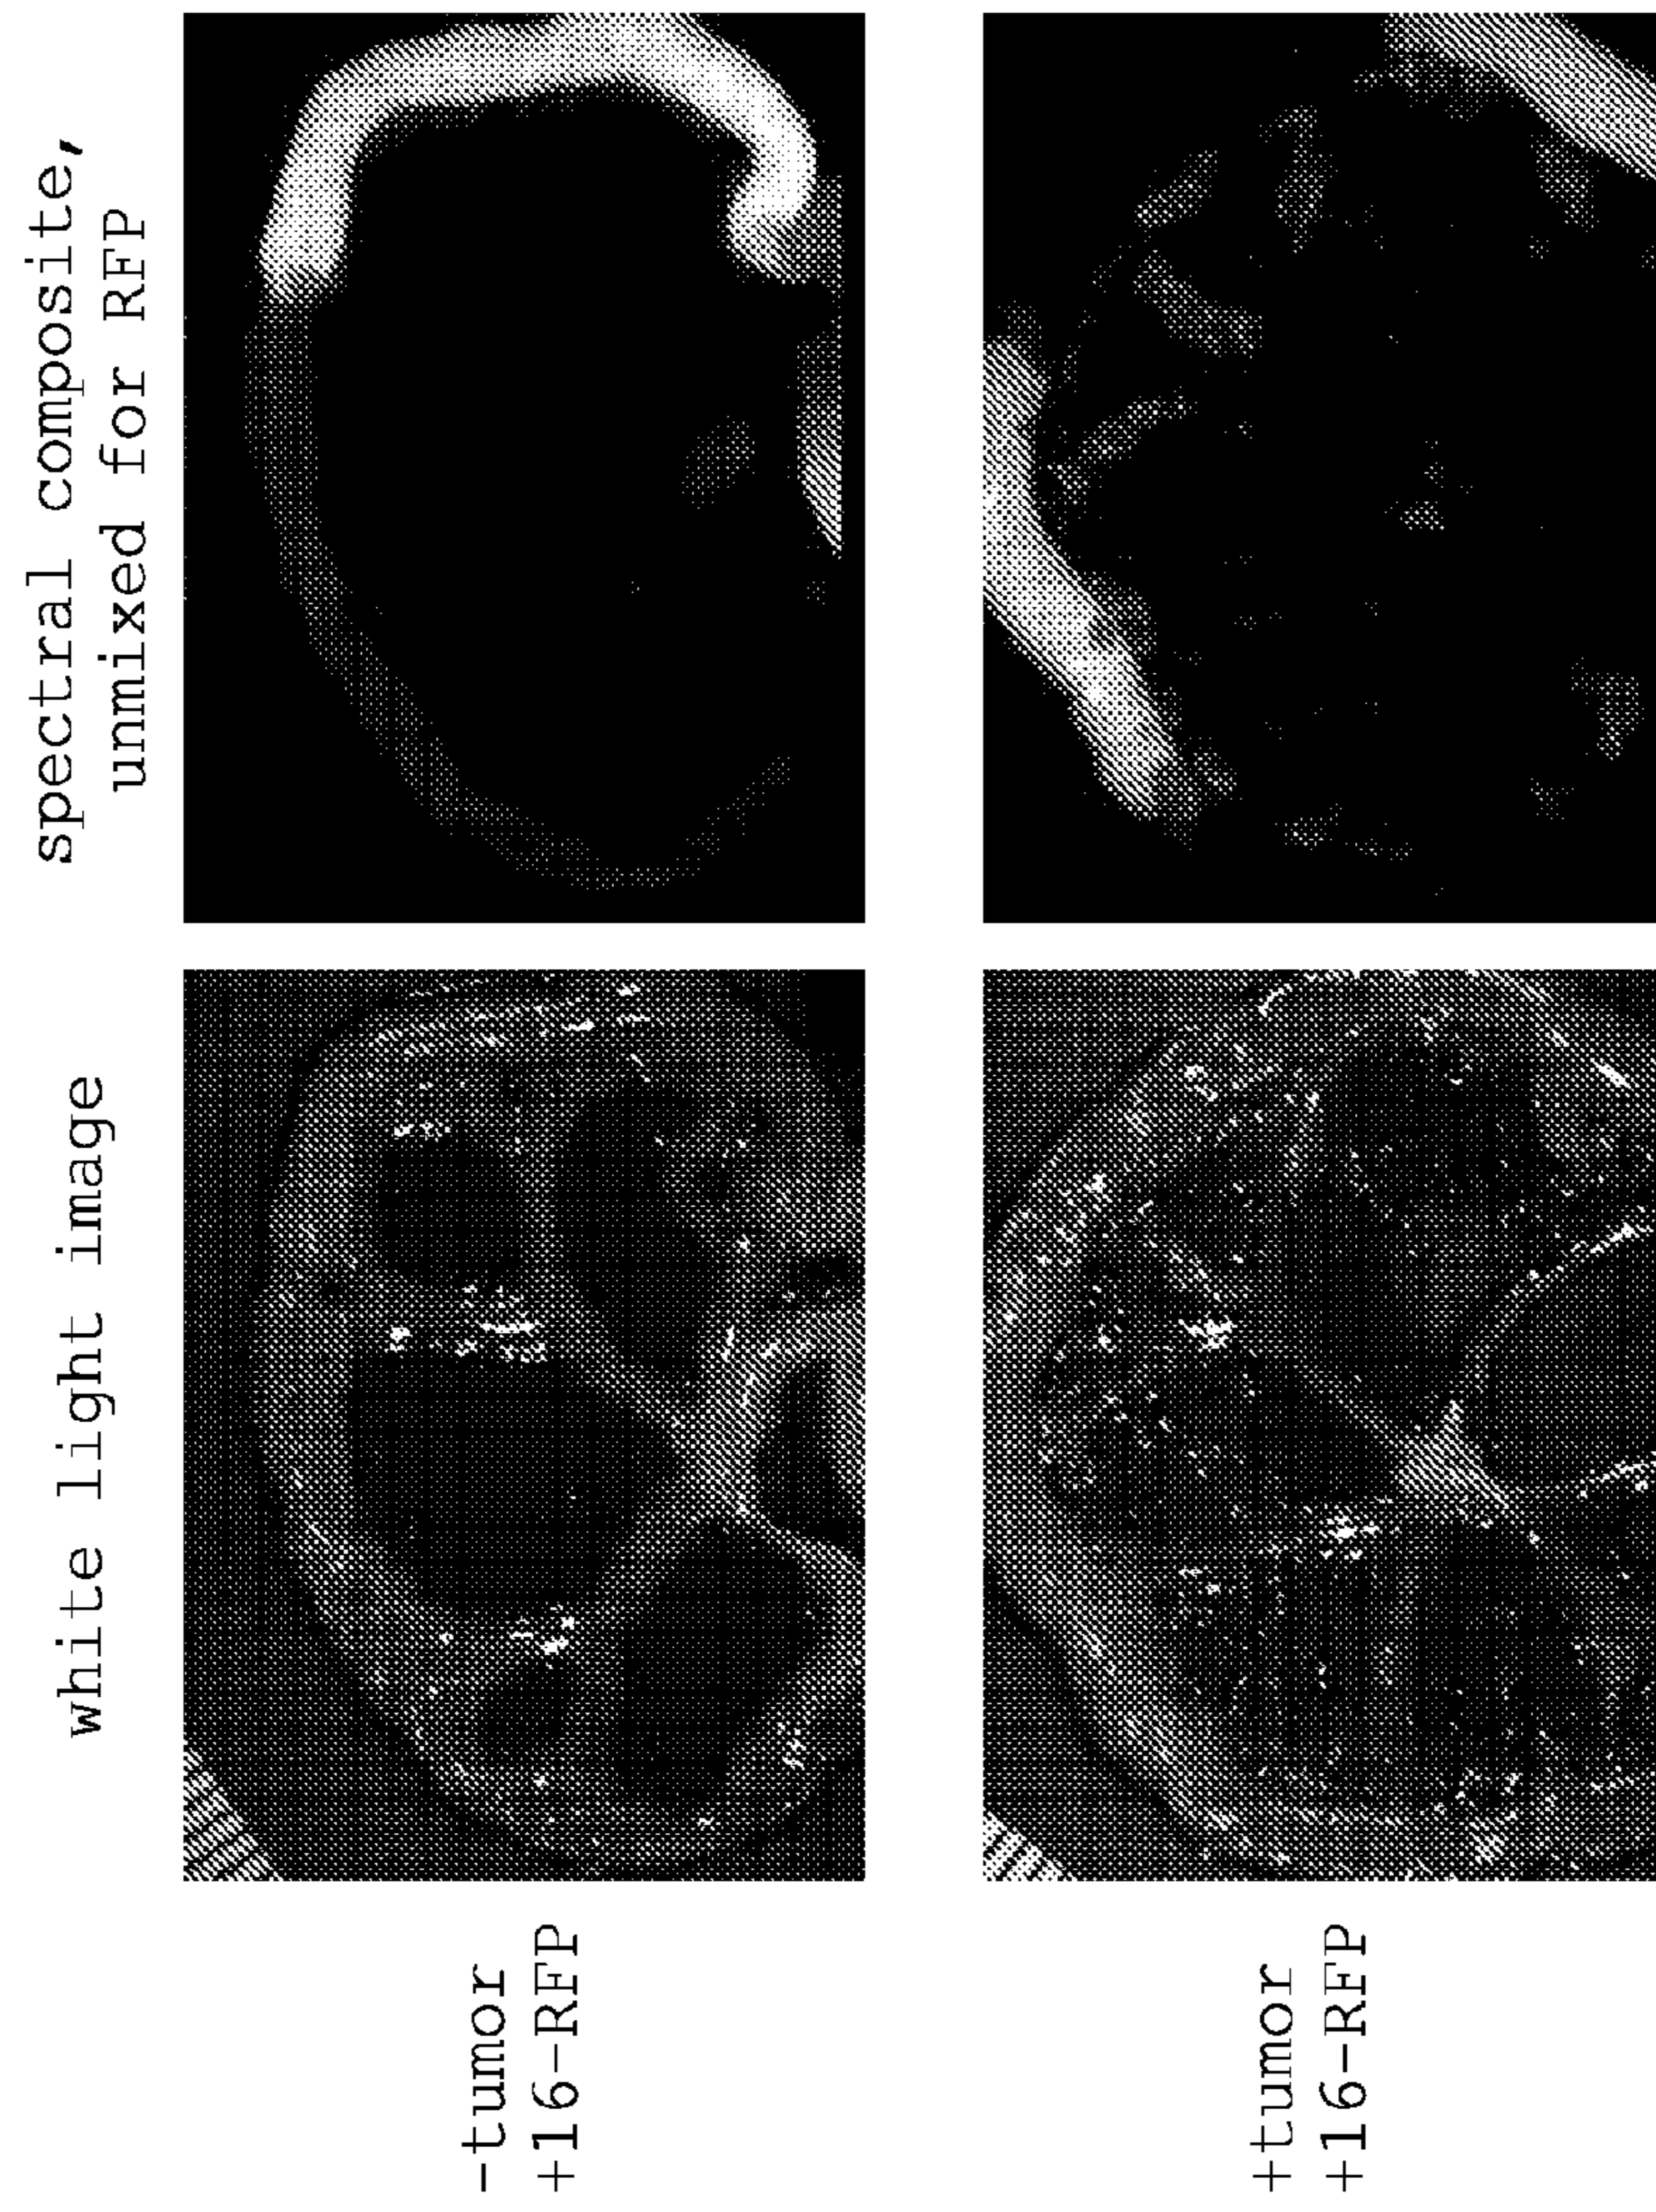 white light image
spectral composite,
unmixed for RFP
-tumor
+16-RFP
+tumor
+16-RFP